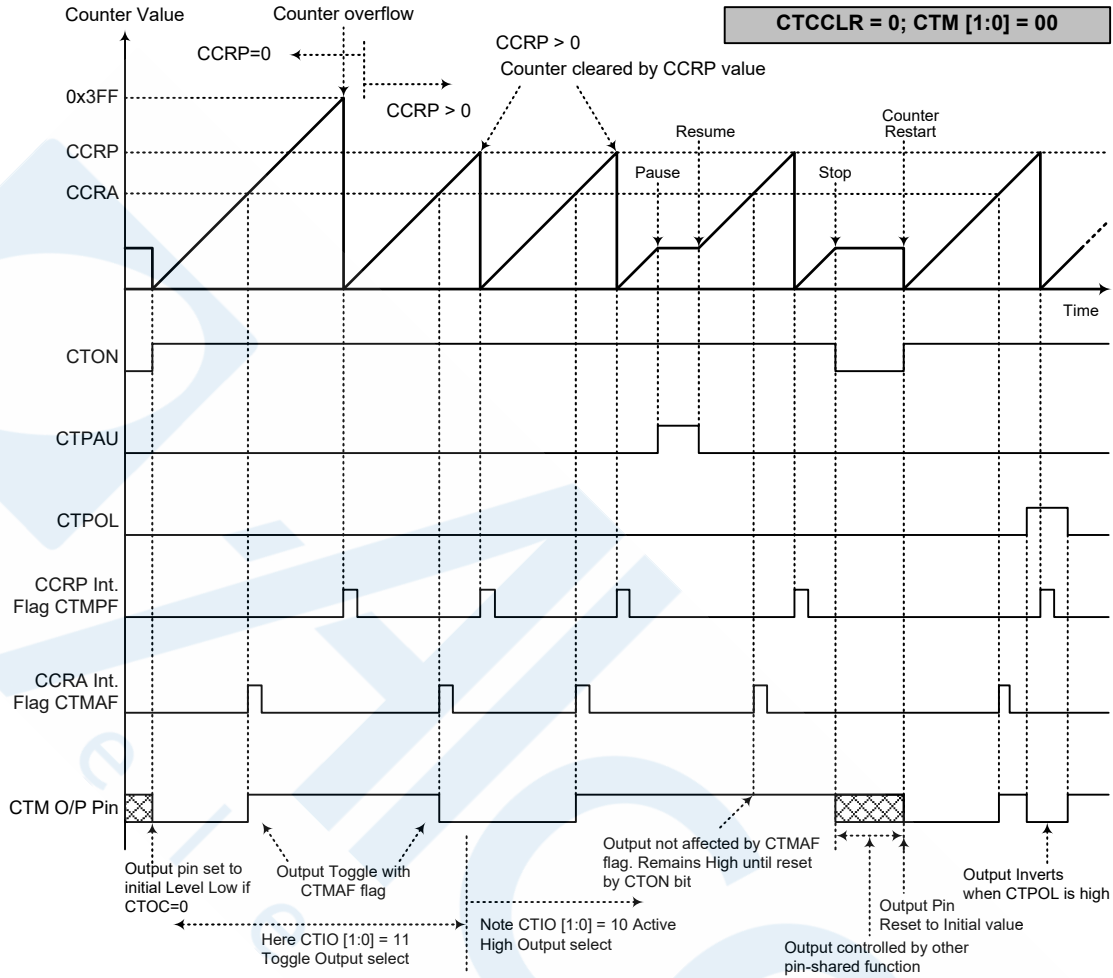 Counter Value
Counter overflow
CTCCLR = 0; CTM [1:0] = 00
CCRP=0
CCRP > 0
CCRP > 0
Counter cleared by CCRP value
0x3FF
CCRP
CCRA
Pause
Resume
Stop
Counter
Restart
Time
CTON
CTPAU
CTPOL
CCRP Int.
Flag CTMPF
CCRA Int.
Flag CTMAF
CTM O/P Pin
Output pin set to
initial Level Low if
CTOC=0
Output Toggle with
CTMAF flag
Here CTIO [1:0] = 11
Toggle Output select
Note CTIO [1:0] = 10 Active
High Output select
Output not affected by CTMAF
flag. Remains High until reset
by CTON bit
Output controlled by other
pin-shared function
Output Pin
Reset to Initial value
Output Inverts
when CTPOL is high